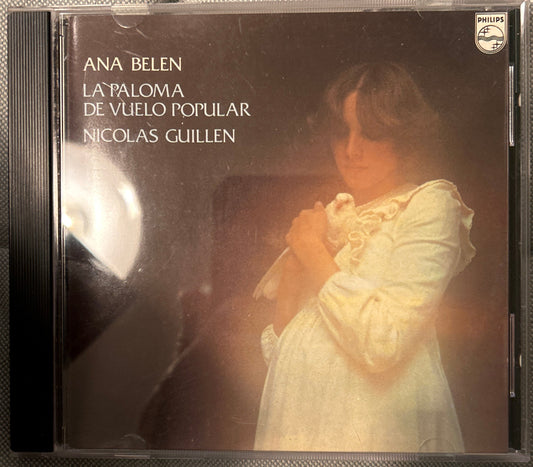 ANA BELEN
LA PALOMA
DE VUELO POPULAR
NICOLAS GUILLEN
PHILIPS